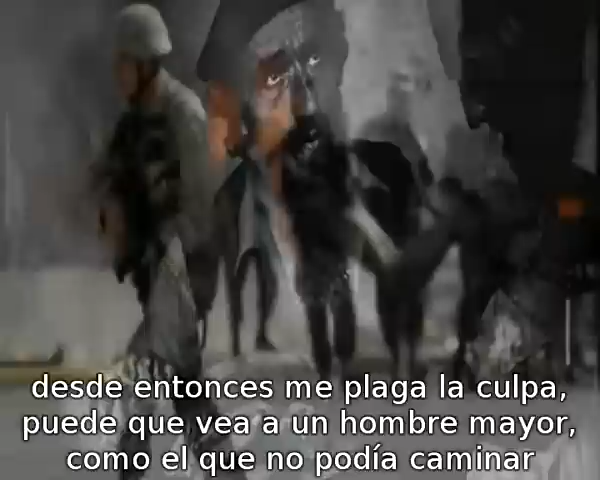 desde entonces me plaga la culpa,
puede que vea a un hombre mayor,
como el que no podía caminar